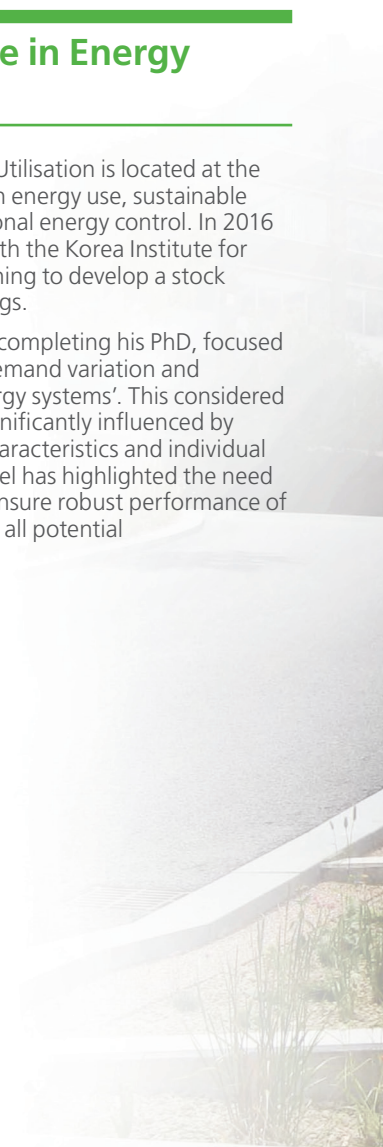 e in Energy
Utilisation is located at the
n energy use, sustainable
onal energy control. In 2016
th the Korea Institute for
ning to develop a stock
gs.
completing his PhD, focused
emand variation and
rgy systems’. This considered
nificantly influenced by
aracteristics and individual
el has highlighted the need
nsure robust performance of
all potential